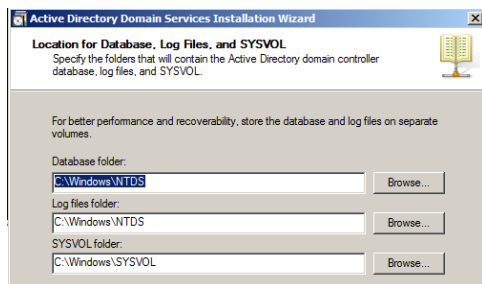 Active Directory Domain Services Installation Wizard
Location for Database, Log Files, and SYSVOL
Specify the folders that will contain the Active Directory domain controller
database, log files, and SYSVOL.
For better performance and recoverability, store the database and log files on separate
volumes.
Database folder:
C:\Windows\NTDS
Browse...
Log files folder:
C:\Windows\NTDS
Browse...
SYSVOL folder:
C:\Windows\SYSVOL
Browse...